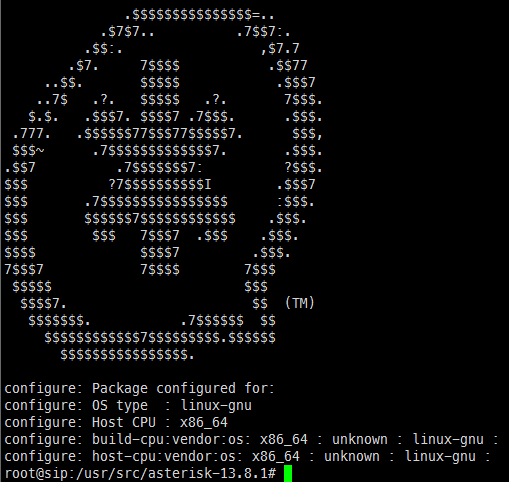 .$$$$$$$$$$$$$$$=..
            .$7$7..          .7$$7:.
          .$$:.                 ,$7.7
        .$7.     7$$$$           .$$77
     ..$$.       $$$$$            .$$$7
    ..7$   .?.   $$$$$   .?.       7$$$.
   $.$.   .$$$7. $$$$7 .7$$$.      .$$$.
 .777.   .$$$$$$77$$$77$$$$$7.      $$$,
 $$$~      .7$$$$$$$$$$$$$7.       .$$$.
.$$7          .7$$$$$$$7:          ?$$$.
$$$          ?7$$$$$$$$$$I        .$$$7
$$$       .7$$$$$$$$$$$$$$$$      :$$$.
$$$       $$$$$$7$$$$$$$$$$$$    .$$$.
$$$        $$$   7$$$7  .$$$    .$$$.
$$$$             $$$$7         .$$$.
7$$$7            7$$$$        7$$$
 $$$$$                        $$$
  $$$$7.                       $$  (TM)
   $$$$$$$.           .7$$$$$$  $$
     $$$$$$$$$$$$7$$$$$$$$$.$$$$$$
       $$$$$$$$$$$$$$$$.
configure: Package configured for:
configure: OS type  : linux-gnu
configure: Host CPU : x86_64
configure: build-cpu:vendor:os: x86_64 : unknown : linux-gnu :
configure: host-cpu:vendor:os: x86_64 : unknown : linux-gnu :
root@sip:/usr/src/asterisk-13.8.1#